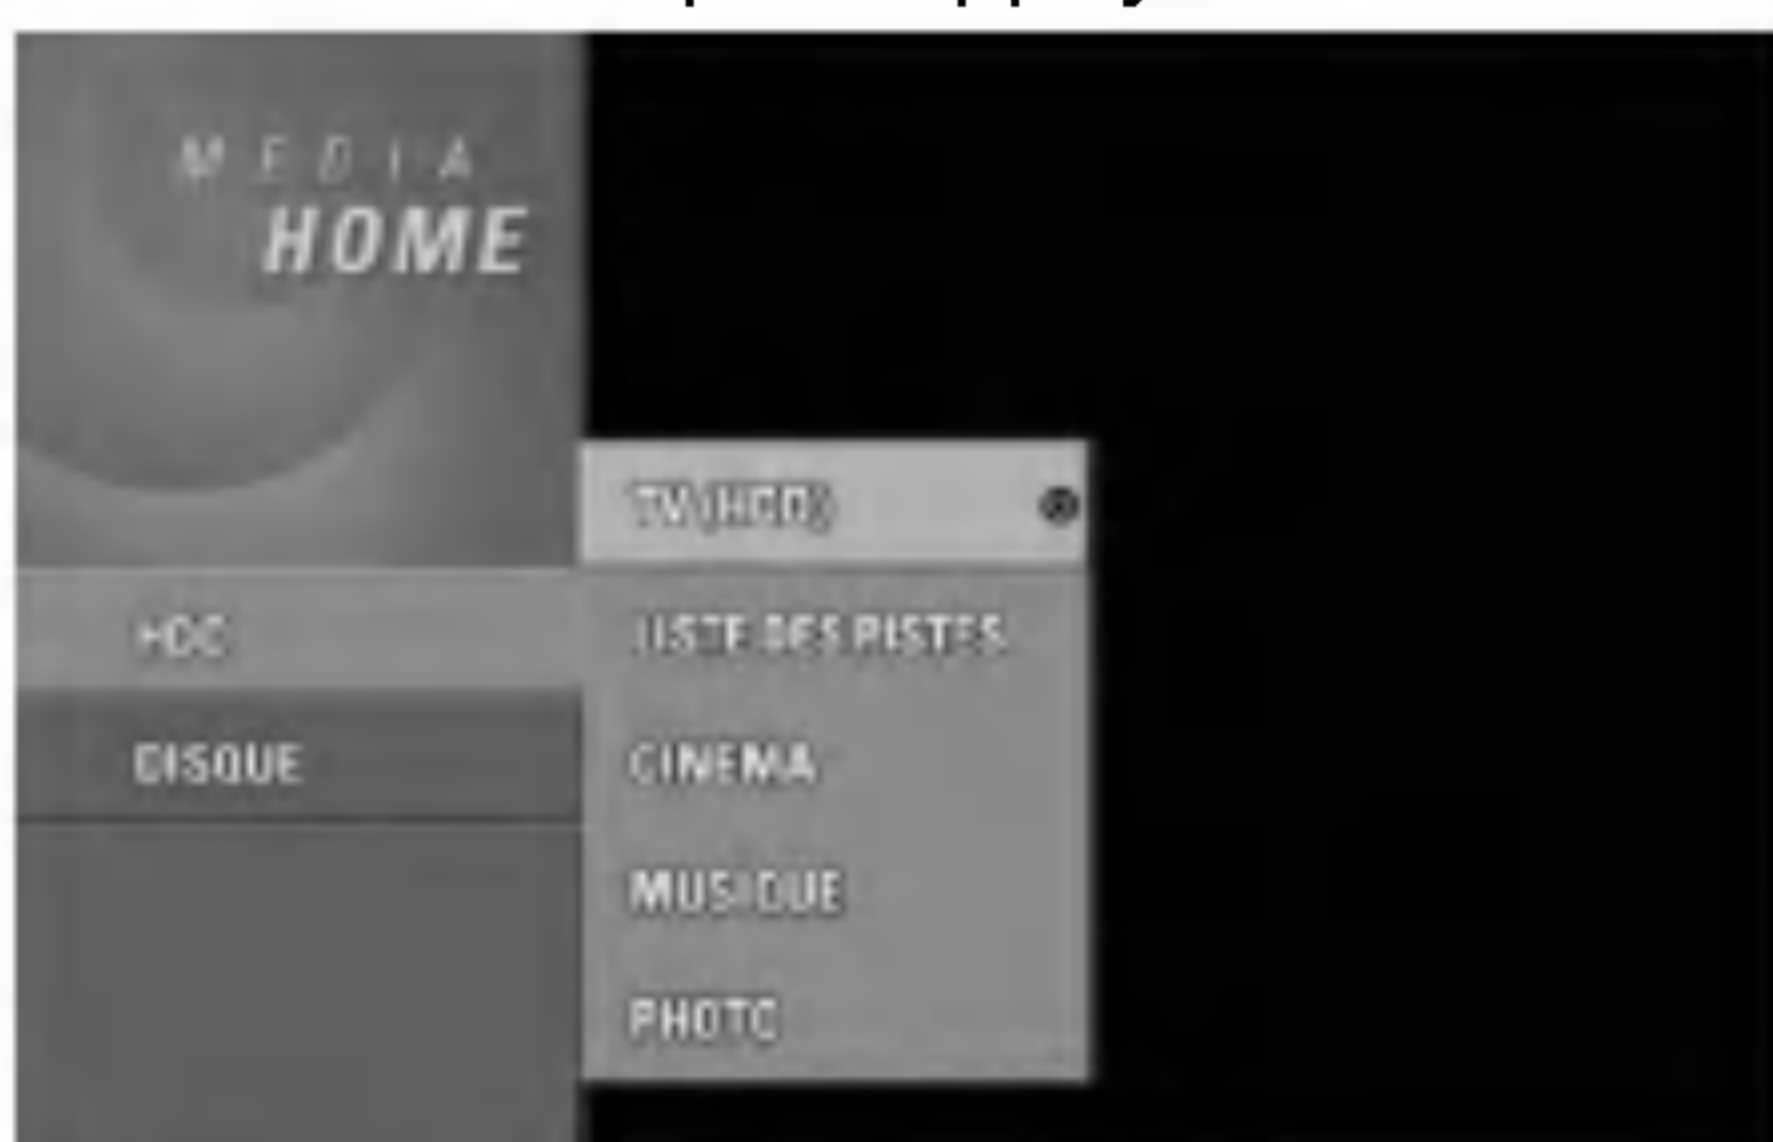 MEDIA
HOME
TV (HDD)
HDD
LISTE DES PISTES
DISQUE
CINEMA
MUSIQUE
PHOTO